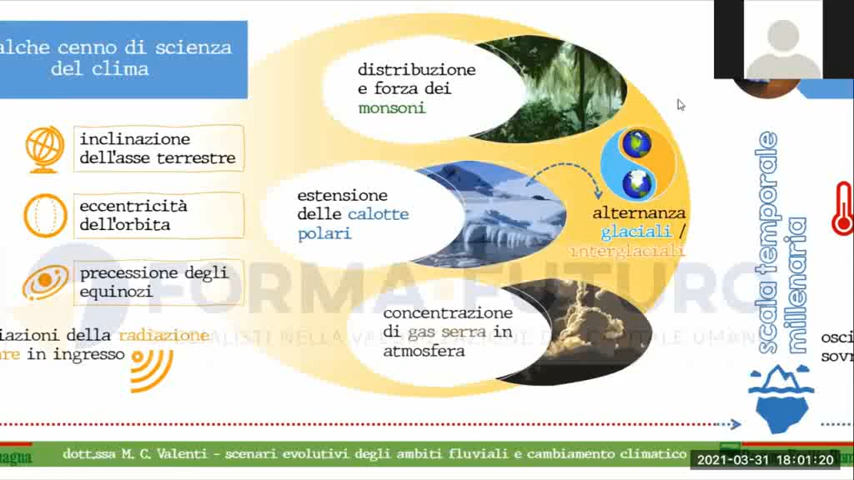 alche cenno di scienza
del clima
inclinazione
dell'asse terrestre
eccentricità
dell'orbita
precessione degli
equinozi
iazioni della radiazione
are in ingresso
distribuzione
e forza dei
monsoni
estensione
delle calotte
polari
concentrazione
di gas serra in
atmosfera
alternanza
glaciali /
interglaciali
scala temporale
millenaria
osci
sovr
FORMA FUTURO
dott.ssa M. C. Valenti - scenari evolutivi degli ambiti fluviali e cambiamento climatico
magna
2021-03-31 18:01:20